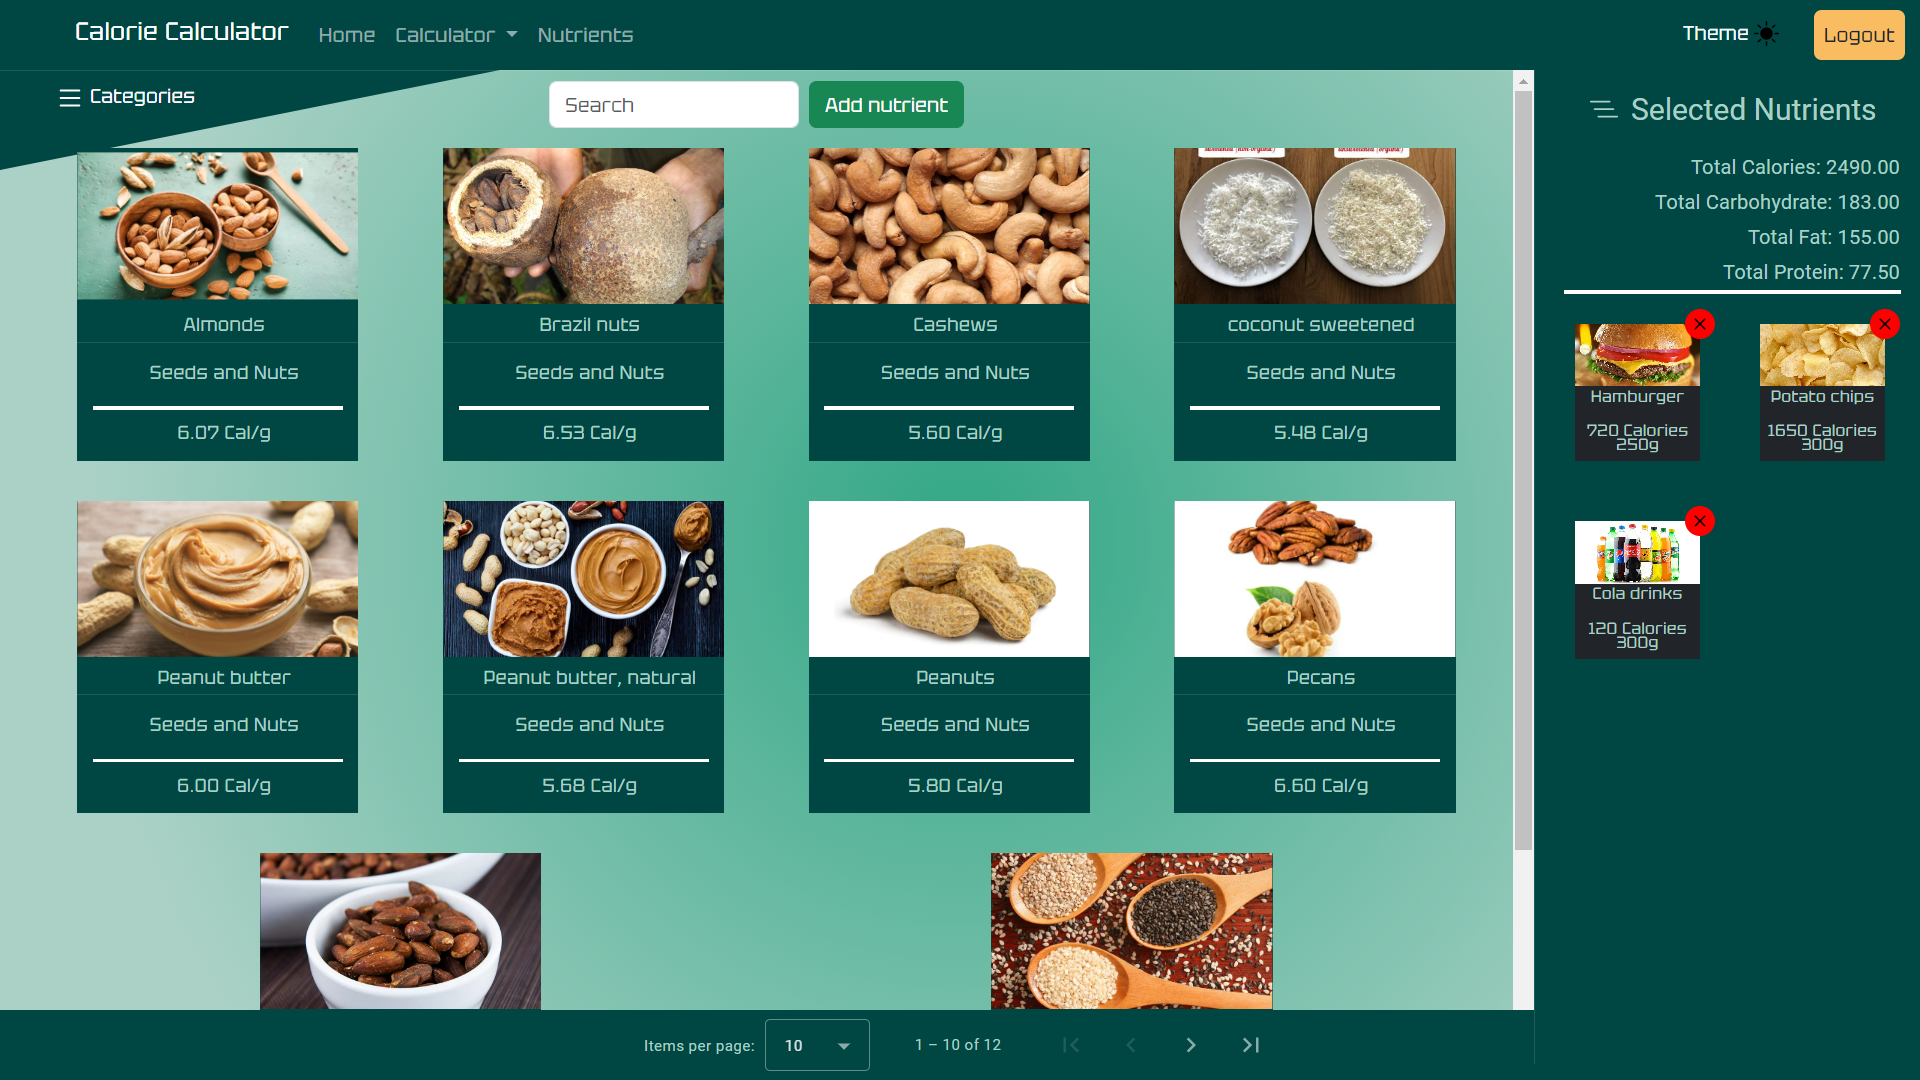 Calorie Calculator
Home
Calculator
Nutrients
Theme
Logout
Categories
Search
Add nutrient
Almonds
Seeds and Nuts
6.07 Cal/g
Brazil nuts
Seeds and Nuts
6.53 Cal/g
Cashews
Seeds and Nuts
5.60 Cal/g
coconut sweetened
Seeds and Nuts
5.48 Cal/g
Peanut butter
Seeds and Nuts
6.00 Cal/g
Peanut butter, natural
Seeds and Nuts
5.68 Cal/g
Peanuts
Seeds and Nuts
5.80 Cal/g
Pecans
Seeds and Nuts
6.60 Cal/g
Items per page:
10
1 – 10 of 12
Selected Nutrients
Total Calories: 2490.00
Total Carbohydrate: 183.00
Total Fat: 155.00
Total Protein: 77.50
Hamburger
720 Calories
250g
Potato chips
1650 Calories
300g
Cola drinks
120 Calories
300g